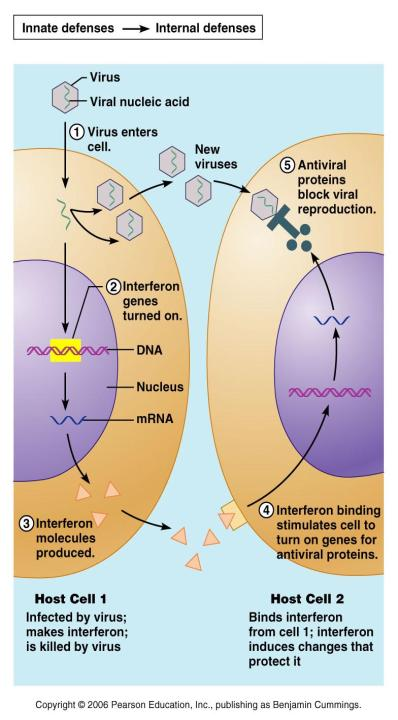 Innate defenses → Internal defenses
Virus
Viral nucleic acid
① Virus enters
cell.
New
viruses
⑤ Antiviral
proteins
block viral
reproduction.
② Interferon
genes
turned on.
DNA
Nucleus
mRNA
③ Interferon
molecules
produced.
④ Interferon binding
stimulates cell to
turn on genes for
antiviral proteins.
Host Cell 1
Infected by virus;
makes interferon;
is killed by virus
Host Cell 2
Binds interferon
from cell 1; interferon
induces changes that
protect it
Copyright © 2006 Pearson Education, Inc., publishing as Benjamin Cummings.